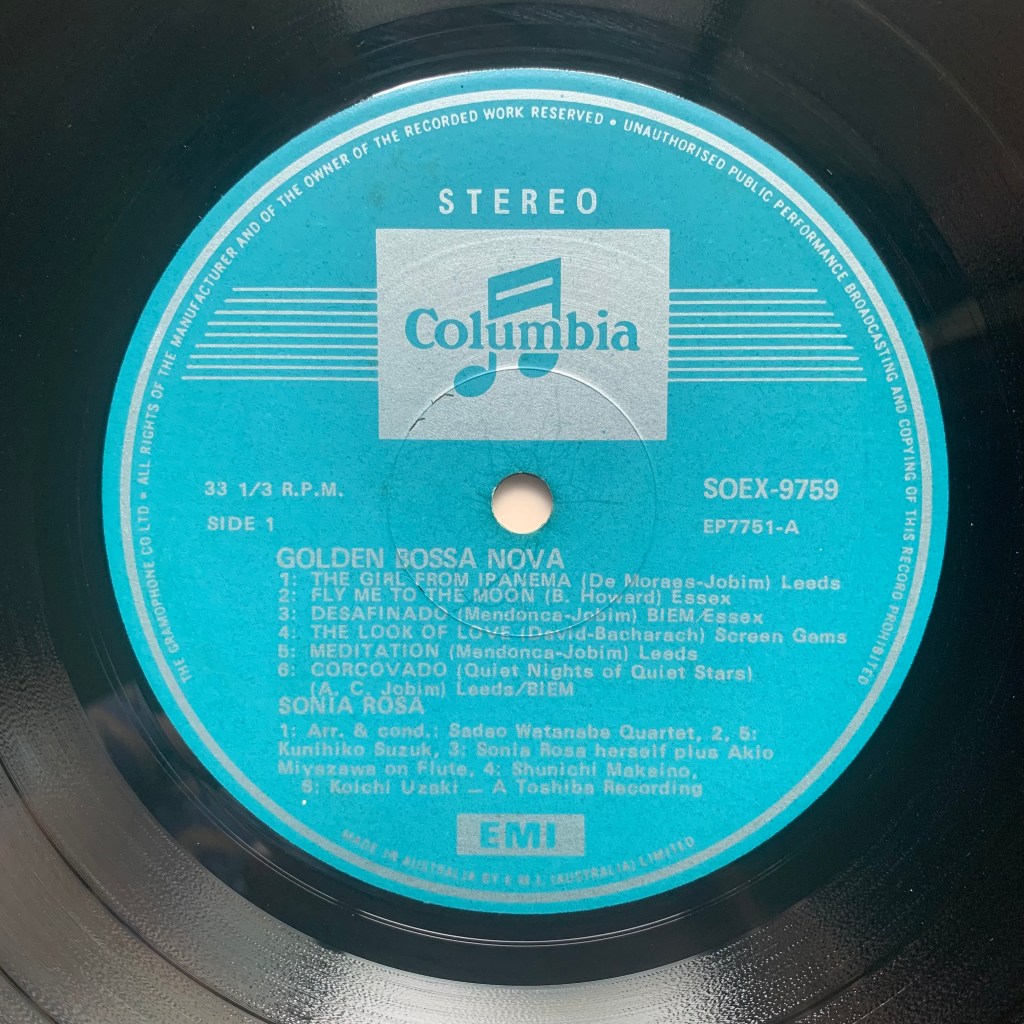 THE GRAMOPHONE CO LTD • ALL RIGHTS OF THE MANUFACTURER AND OF THE OWNER OF THE RECORDED WORK RESERVED • UNAUTHORISED PUBLIC PERFORMANCE BROADCASTING AND COPYING OF THIS RECORD PROHIBITED
STEREO
Columbia
33 1/3 R.P.M.
SOEX-9759
SIDE 1
EP7751-A
GOLDEN BOSSA NOVA
1: THE GIRL FROM IPANEMA (De Moraes-Jobim) Leeds
2: FLY ME TO THE MOON (B. Howard) Essex
3: DESAFINADO (Mendonca-Jobim) BIEM/Essex
4: THE LOOK OF LOVE (David-Bacharach) Screen Gems
5: MEDITATION (Mendonca-Jobim) Leeds
6: CORCOVADO (Quiet Nights of Quiet Stars)
(A. C. Jobim) Leeds/BIEM
SONIA ROSA
1: Arr. & cond.: Sadao Watanabe Quartet, 2, 5:
Kunihiko Suzuk, 3: Sonia Rosa herself plus Akio
Miyazawa on Flute, 4: Shunichi Makaino,
6: Koichi Uzaki — A Toshiba Recording
EMI
MADE IN AUSTRALIA BY E.M.I. (AUSTRALIA) LIMITED